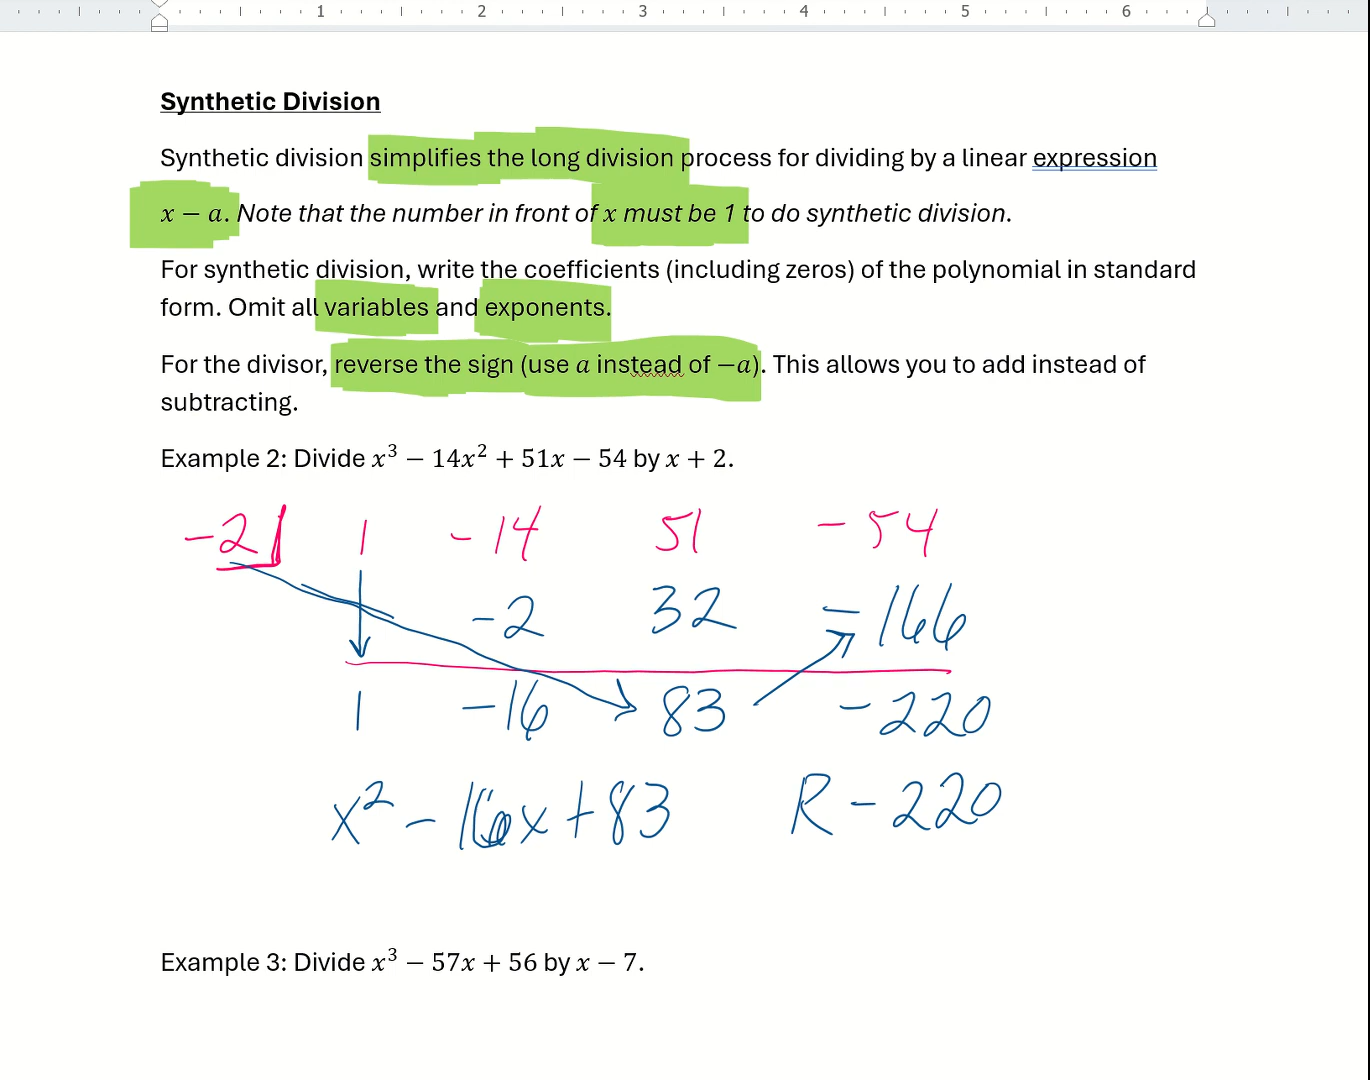 1 2 3 4 5 6
Synthetic Division
Synthetic division simplifies the long division process for dividing by a linear expression
x − a. Note that the number in front of x must be 1 to do synthetic division.
For synthetic division, write the coefficients (including zeros) of the polynomial in standard
form. Omit all variables and exponents.
For the divisor, reverse the sign (use a instead of −a). This allows you to add instead of
subtracting.
Example 2: Divide x³ − 14x² + 51x − 54 by x + 2.
-2 1 -14 51 -54
-2 32 -166
1 -16 83 -220
x² - 16x + 83 R - 220
Example 3: Divide x³ − 57x + 56 by x − 7.